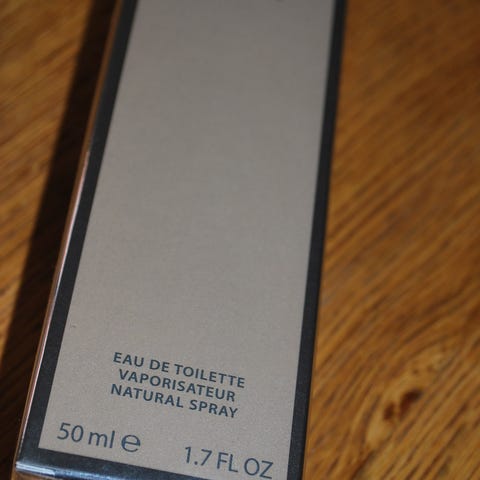 EAU DE TOILETTE
VAPORISATEUR
NATURAL SPRAY
50 ml ℮ 1.7 FL OZ